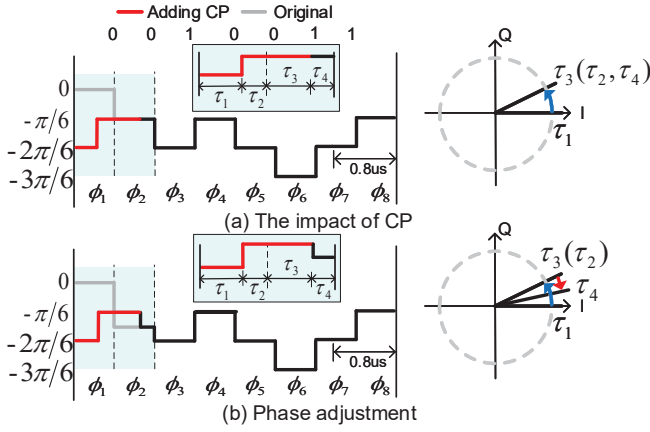 Adding CP Original
0 0 1 0 0 1 1
0
-π/6
-2π/6
-3π/6
τ₁ τ₂ τ₃ τ₄
ϕ₁ ϕ₂ ϕ₃ ϕ₄ ϕ₅ ϕ₆ ϕ₇ ϕ₈
0.8us
Q
τ₃(τ₂,τ₄)
I
τ₁
(a) The impact of CP
0
-π/6
-2π/6
-3π/6
τ₁ τ₂ τ₃ τ₄
ϕ₁ ϕ₂ ϕ₃ ϕ₄ ϕ₅ ϕ₆ ϕ₇ ϕ₈
0.8us
Q
τ₃(τ₂)
τ₄
I
τ₁
(b) Phase adjustment